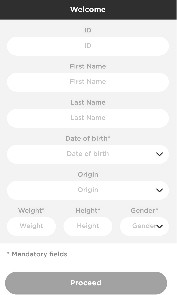 Welcome
ID
ID
First Name
First Name
Last Name
Last Name
Date of birth*
Date of birth
Origin
Origin
Weight* Height* Gender*
Weight Height Gender
* Mandatory fields
Proceed